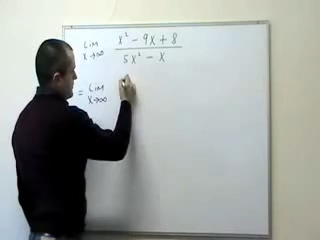 lim x→∞ (x² - 9x + 8) / (5x² - x)
= lim x→∞